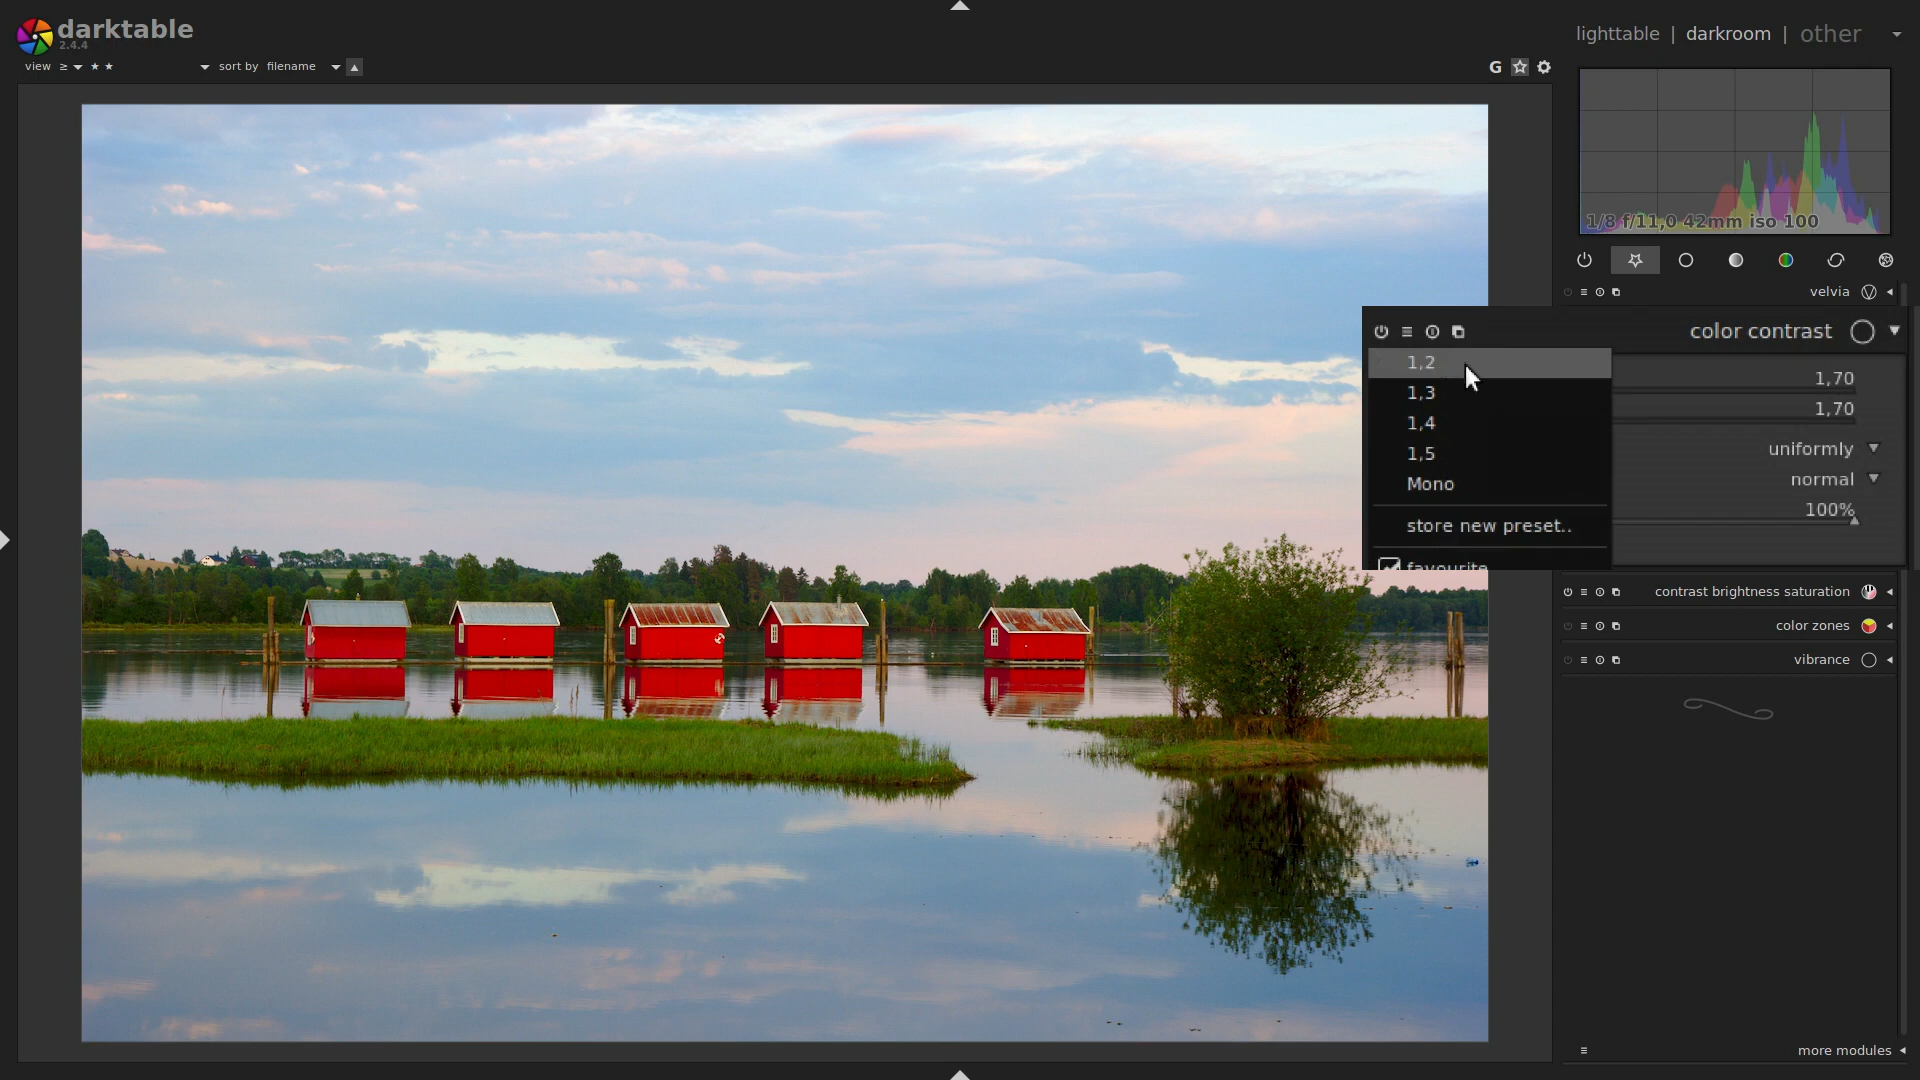 darktable
2.4.4
lighttable | darkroom | other
view ≥ ★ ★ sort by filename
G
1/8 f/11,0 42mm iso 100
velvia
color contrast
1,2
1,3
1,4
1,5
Mono
store new preset..
favourite
1,70
1,70
uniformly
normal
100%
contrast brightness saturation
color zones
vibrance
more modules